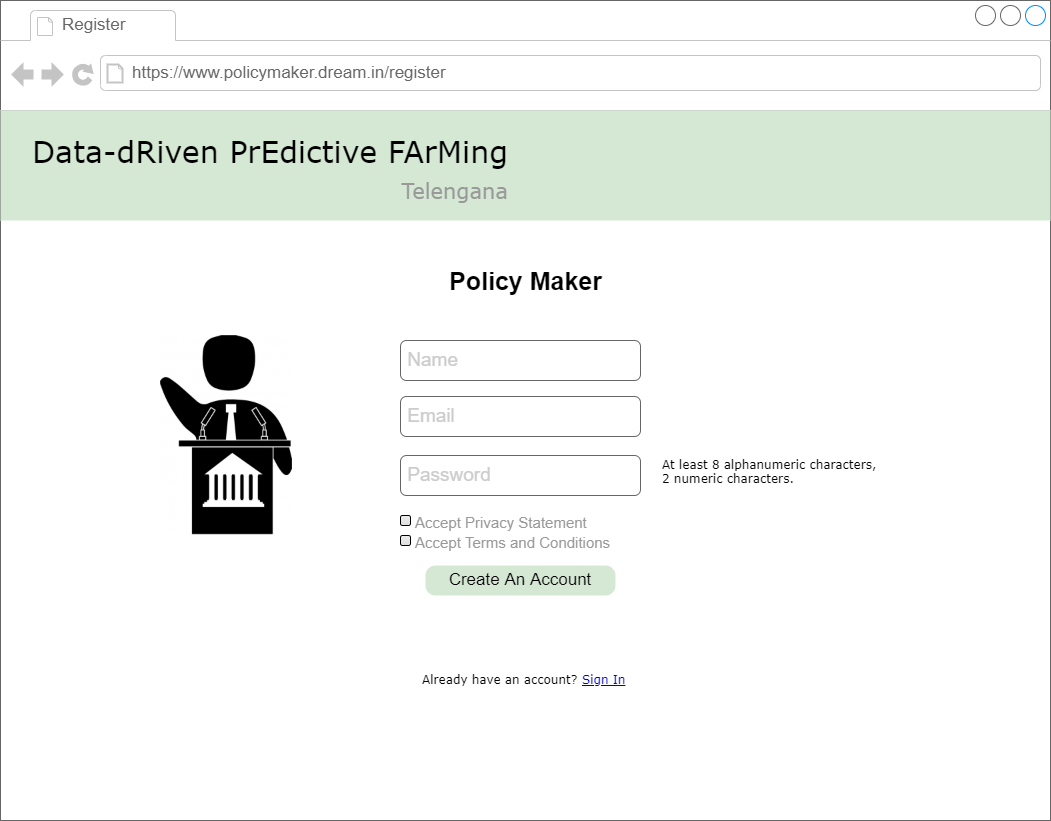 Register
https://www.policymaker.dream.in/register
Data-dRiven PrEdictive FArMing
Telengana
Policy Maker
Name
Email
Password
At least 8 alphanumeric characters,
2 numeric characters.
Accept Privacy Statement
Accept Terms and Conditions
Create An Account
Already have an account? Sign In